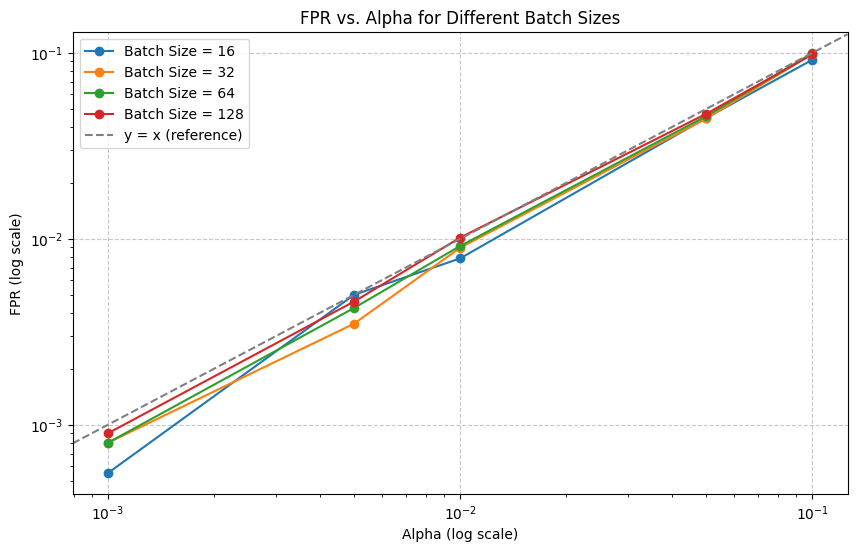 FPR vs. Alpha for Different Batch Sizes
Batch Size = 16
Batch Size = 32
Batch Size = 64
Batch Size = 128
y = x (reference)
FPR (log scale)
10⁻¹
10⁻²
10⁻³
10⁻³ 10⁻² 10⁻¹
Alpha (log scale)